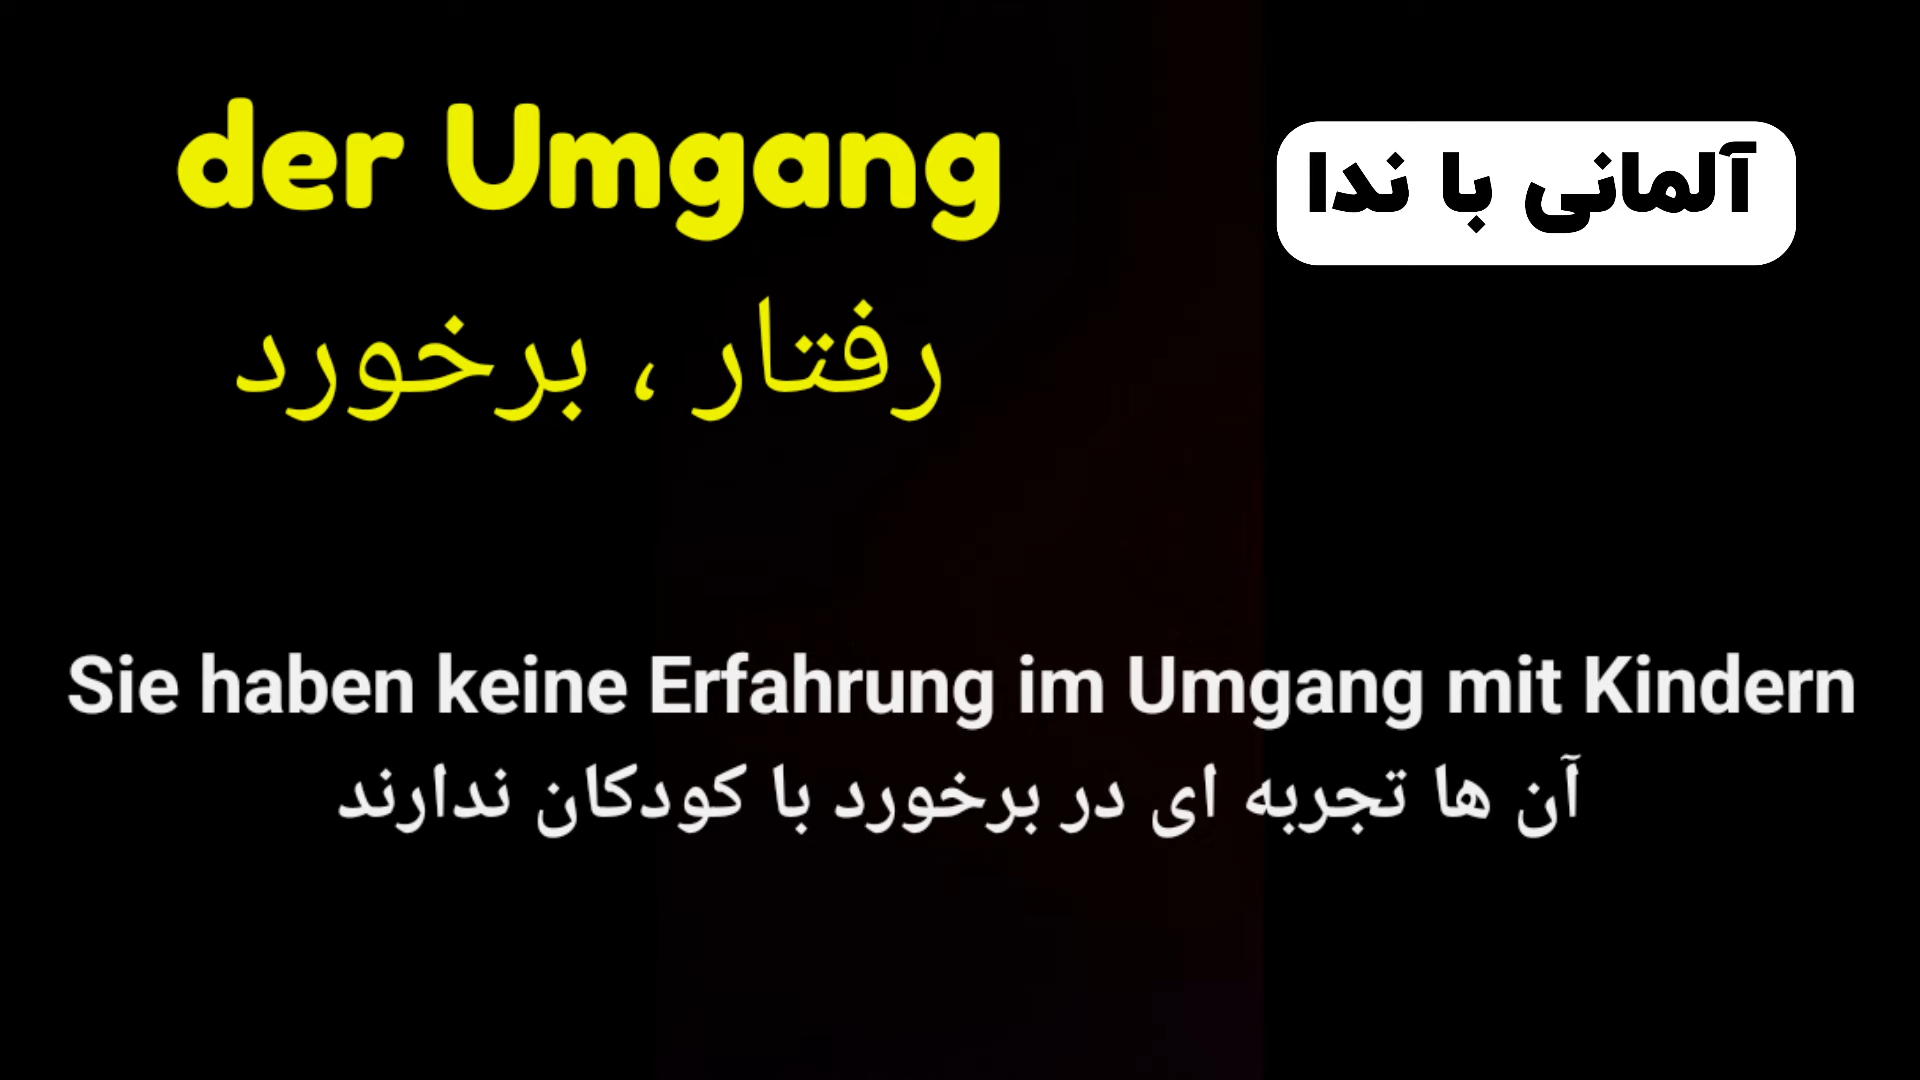 der Umgang
آلمانی با ندا
رفتار ، برخورد
Sie haben keine Erfahrung im Umgang mit Kindern
آن ها تجربه ای در برخورد با کودکان ندارند